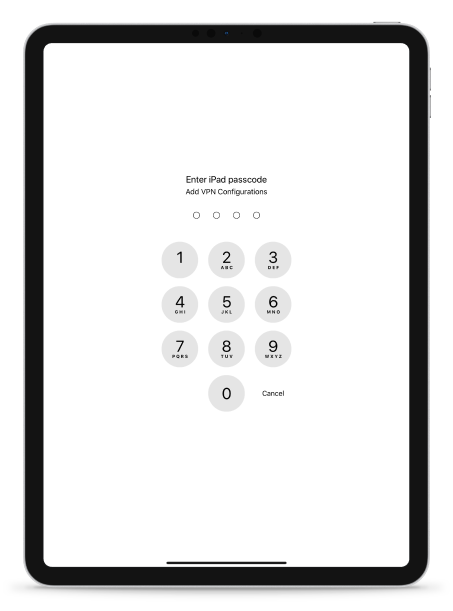 Enter iPad passcode
Add VPN Configurations
1
2
ABC
3
DEF
4
GHI
5
JKL
6
MNO
7
PQRS
8
TUV
9
WXYZ
0
Cancel